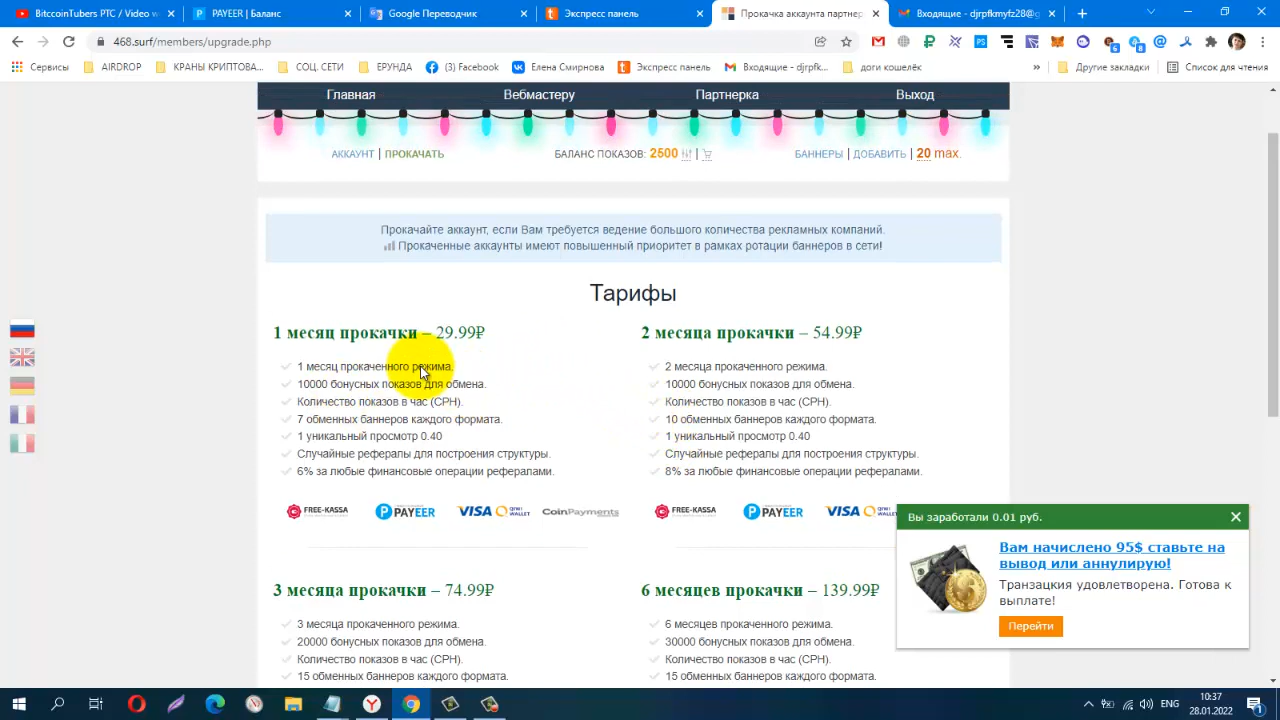 BitccoinTubers PTC / Video w
PAYEER | Баланс
Google Переводчик
Экспресс панель
Прокачка аккаунта партнер
Входящие - djrpfkmyfz28@g
468.surf/members/upgrade.php
Сервисы
AIRDROP
КРАНЫ КРИПТОВА...
СОЦ. СЕТИ
ЕРУНДА
(3) Facebook
Елена Смирнова
Экспресс панель
Входящие - djrpfk...
доги кошелёк
»
Другие закладки
Список для чтения
Главная
Вебмастеру
Партнерка
Выход
АККАУНТ | ПРОКАЧАТЬ
БАЛАНС ПОКАЗОВ: 2500
БАННЕРЫ | ДОБАВИТЬ | 20 max.
Прокачайте аккаунт, если Вам требуется ведение большого количества рекламных компаний.
Прокаченные аккаунты имеют повышенный приоритет в рамках ротации баннеров в сети!
Тарифы
1 месяц прокачки – 29.99₽
1 месяц прокаченного режима.
10000 бонусных показов для обмена.
Количество показов в час (CPH).
7 обменных баннеров каждого формата.
1 уникальный просмотр 0.40
Случайные рефералы для построения структуры.
6% за любые финансовые операции рефералами.
FREE-KASSA
PAYEER
VISA
QIWI WALLET
CoinPayments
2 месяца прокачки – 54.99₽
2 месяца прокаченного режима.
10000 бонусных показов для обмена.
Количество показов в час (CPH).
10 обменных баннеров каждого формата.
1 уникальный просмотр 0.40
Случайные рефералы для построения структуры.
8% за любые финансовые операции рефералами.
FREE-KASSA
PAYEER
VISA
3 месяца прокачки – 74.99₽
3 месяца прокаченного режима.
20000 бонусных показов для обмена.
Количество показов в час (CPH).
15 обменных баннеров каждого формата.
6 месяцев прокачки – 139.99₽
6 месяцев прокаченного режима.
30000 бонусных показов для обмена.
Количество показов в час (CPH).
15 обменных баннеров каждого формата.
Вы заработали 0.01 руб.
Вам начислено 95$ ставьте на
вывод или аннулирую!
Транзакция удовлетворена. Готова к
выплате!
Перейти
ENG
10:37
28.01.2022